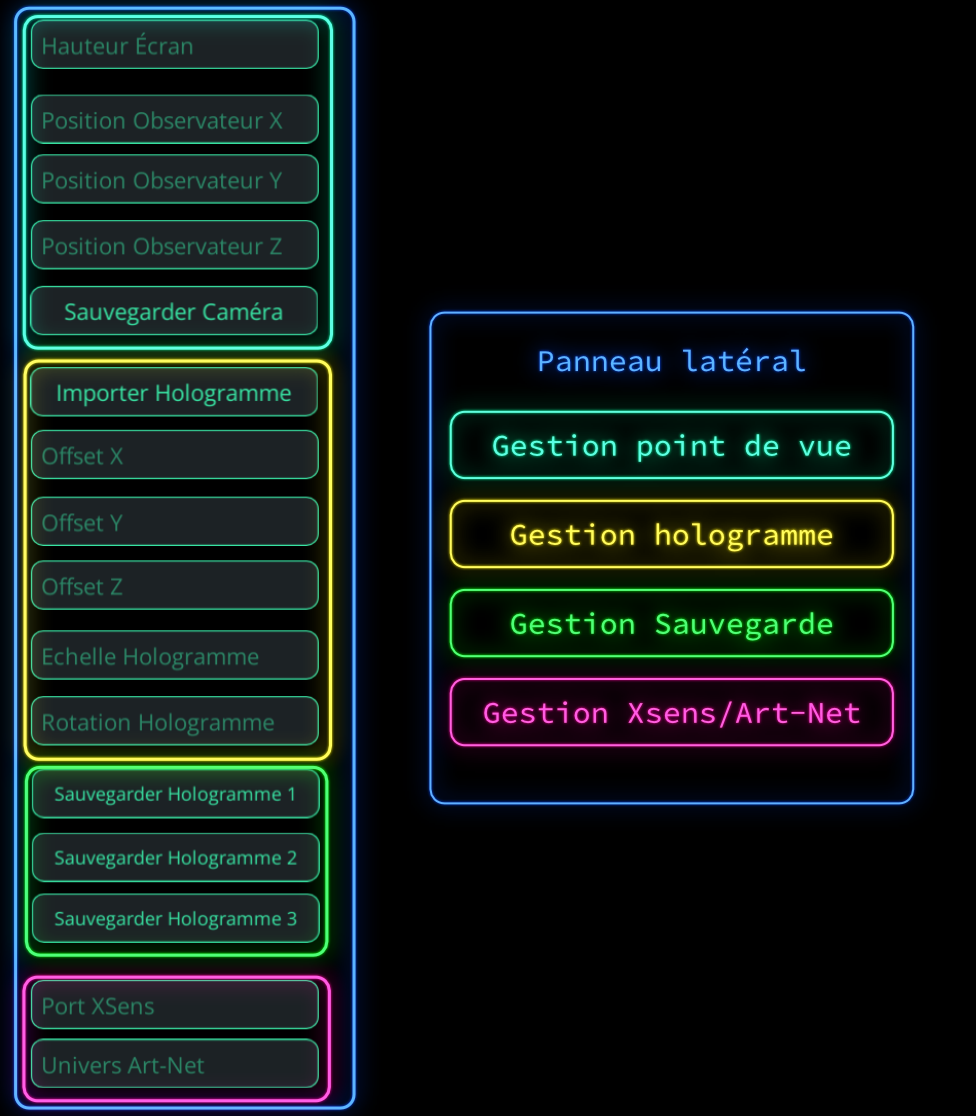 Hauteur Écran
Position Observateur X
Position Observateur Y
Position Observateur Z
Sauvegarder Caméra
Importer Hologramme
Offset X
Offset Y
Offset Z
Echelle Hologramme
Rotation Hologramme
Sauvegarder Hologramme 1
Sauvegarder Hologramme 2
Sauvegarder Hologramme 3
Port XSens
Univers Art-Net
Panneau latéral
Gestion point de vue
Gestion hologramme
Gestion Sauvegarde
Gestion Xsens/Art-Net